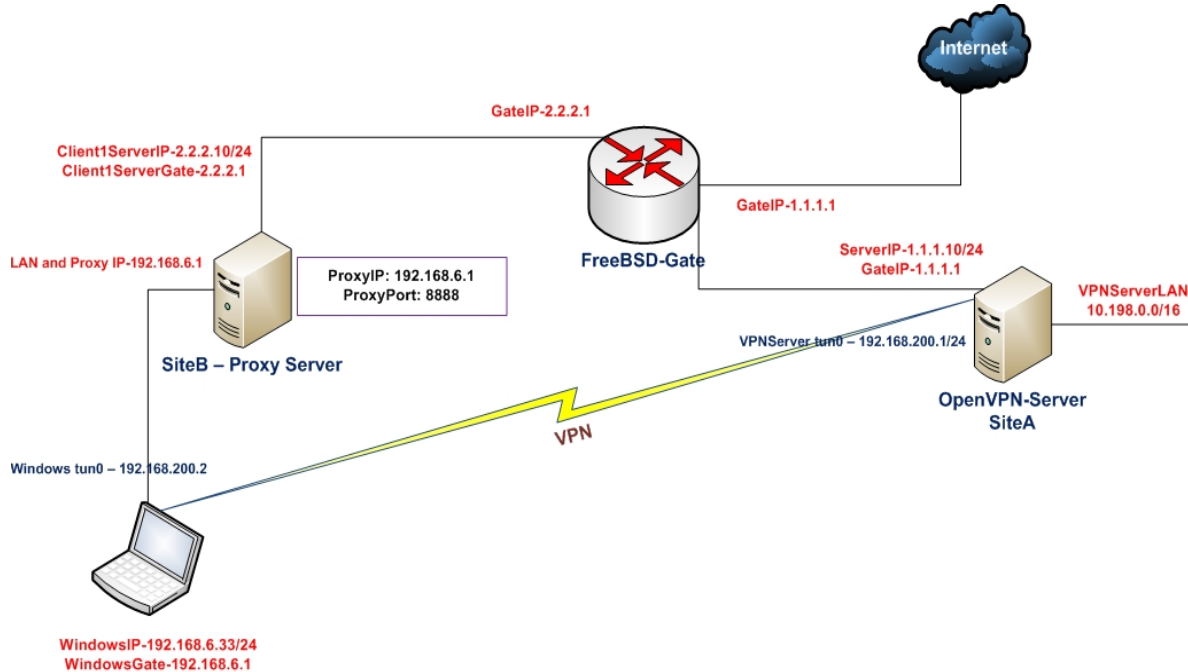 Internet
GateIP-2.2.2.1
Client1ServerIP-2.2.2.10/24
Client1ServerGate-2.2.2.1
GateIP-1.1.1.1
FreeBSD-Gate
ServerIP-1.1.1.10/24
GateIP-1.1.1.1
LAN and Proxy IP-192.168.6.1
ProxyIP: 192.168.6.1
ProxyPort: 8888
VPNServerLAN
10.198.0.0/16
VPNServer tun0 – 192.168.200.1/24
SiteB – Proxy Server
OpenVPN-Server
SiteA
VPN
Windows tun0 – 192.168.200.2
WindowsIP-192.168.6.33/24
WindowsGate-192.168.6.1